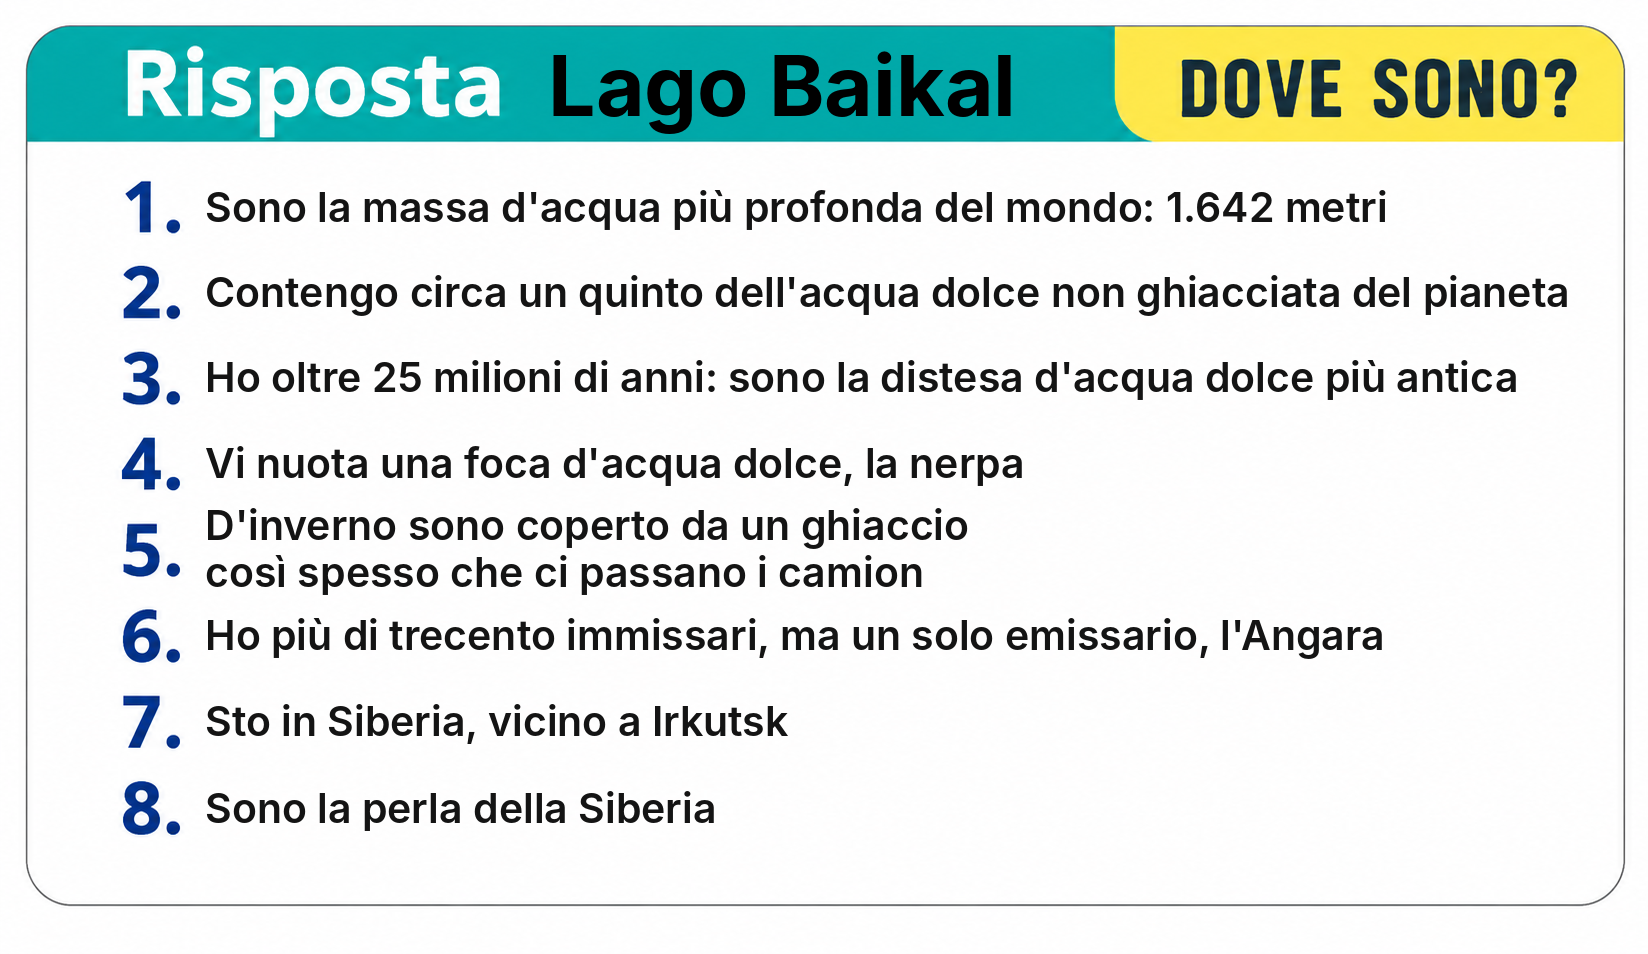 Risposta Lago Baikal DOVE SONO?
1. Sono la massa d'acqua più profonda del mondo: 1.642 metri
2. Contengo circa un quinto dell'acqua dolce non ghiacciata del pianeta
3. Ho oltre 25 milioni di anni: sono la distesa d'acqua dolce più antica
4. Vi nuota una foca d'acqua dolce, la nerpa
5. D'inverno sono coperto da un ghiaccio
così spesso che ci passano i camion
6. Ho più di trecento immissari, ma un solo emissario, l'Angara
7. Sto in Siberia, vicino a Irkutsk
8. Sono la perla della Siberia